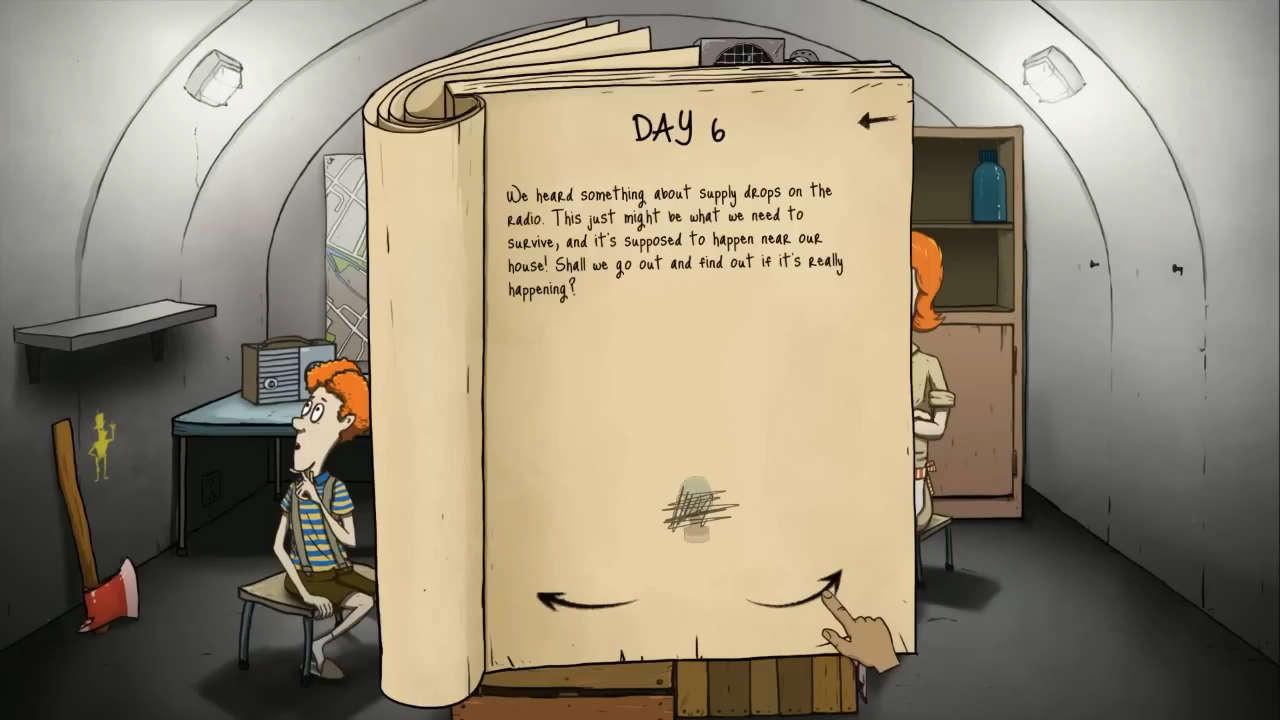 DAY 6
We heard something about supply drops on the
radio. This just might be what we need to
survive, and it's supposed to happen near our
house! Shall we go out and find out if it's really
happening?